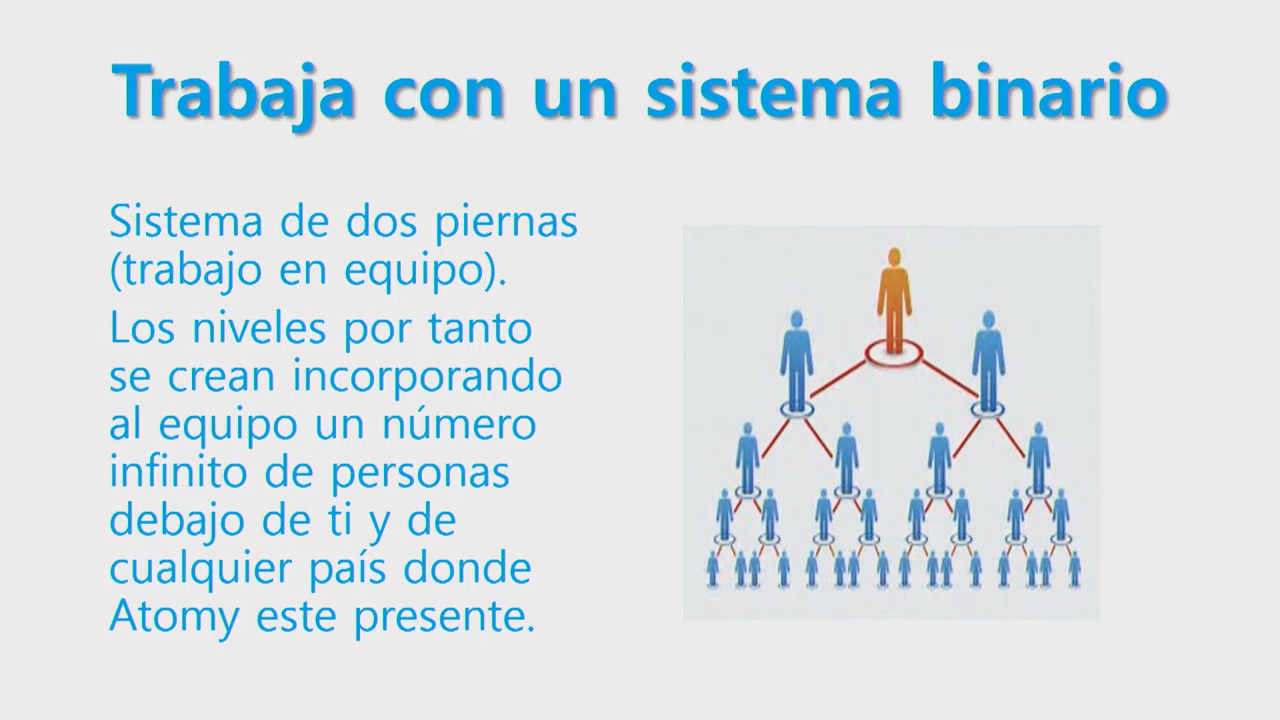 Trabaja con un sistema binario
Sistema de dos piernas
(trabajo en equipo).
Los niveles por tanto
se crean incorporando
al equipo un número
infinito de personas
debajo de ti y de
cualquier país donde
Atomy este presente.